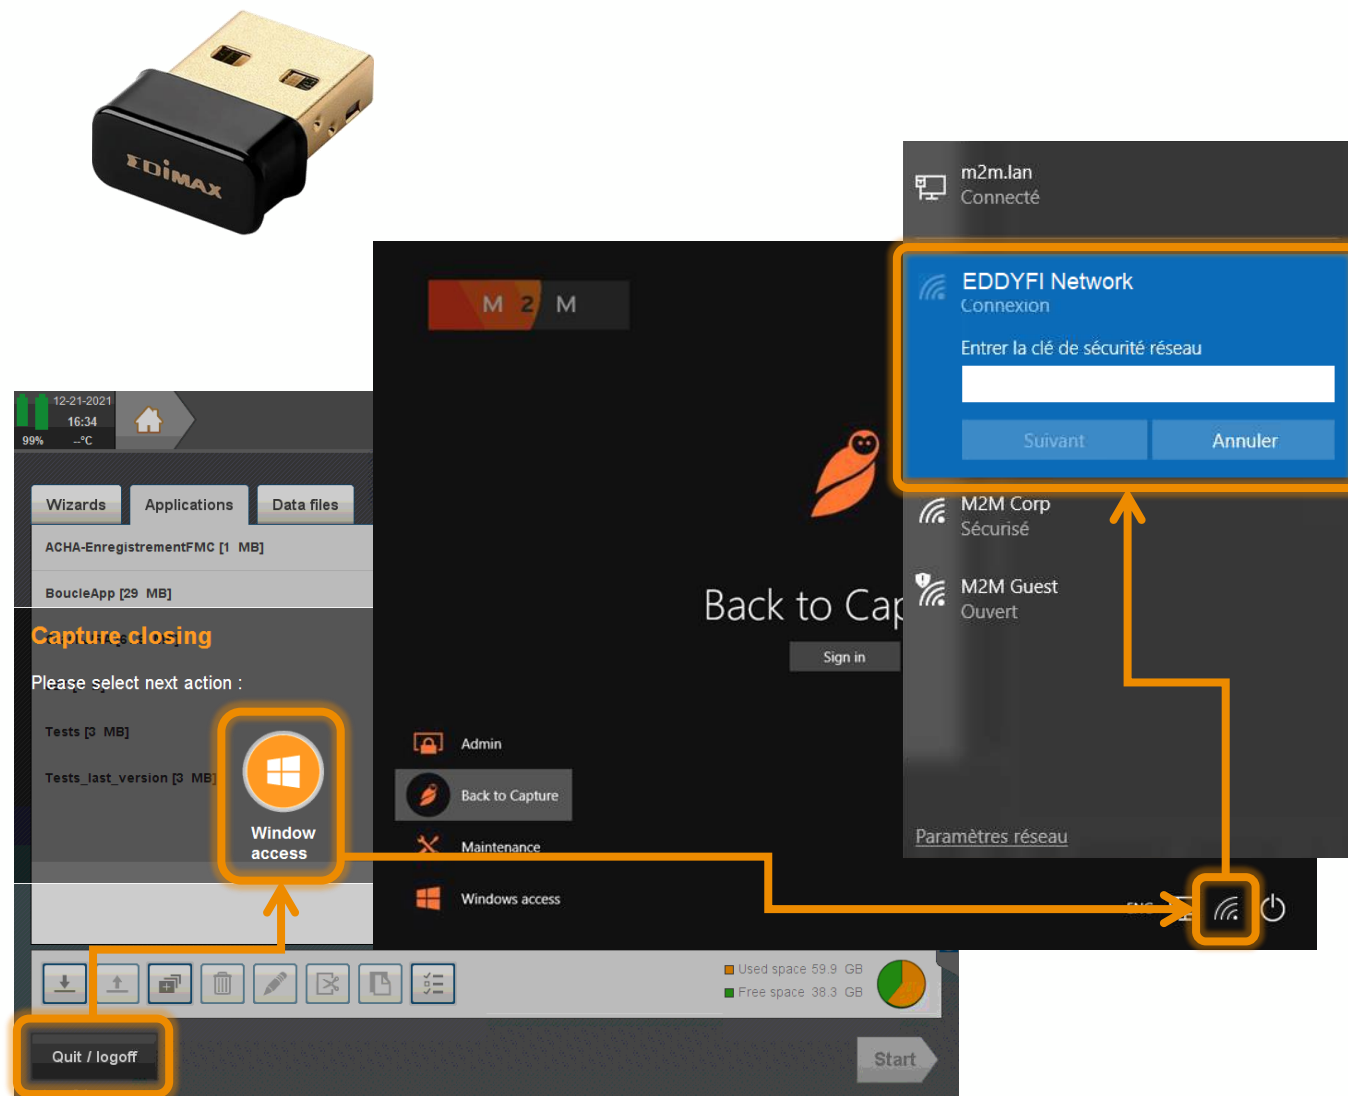 EDIMAX
m2m.lan
Connecté
EDDYFI Network
Connexion
Entrer la clé de sécurité réseau
Suivant
Annuler
M2M Corp
Sécurisé
M2M Guest
Ouvert
Paramètres réseau
M 2 M
Back to Cap
Sign in
Admin
Back to Capture
Maintenance
Windows access
12-21-2021
16:34
99% --°C
Wizards
Applications
Data files
ACHA-EnregistrementFMC [1 MB]
BoucleApp [29 MB]
Capture closing
Please select next action :
Tests [3 MB]
Tests_last_version [3 MB]
Window
access
Used space 59.9 GB
Free space 38.3 GB
Quit / logoff
Start